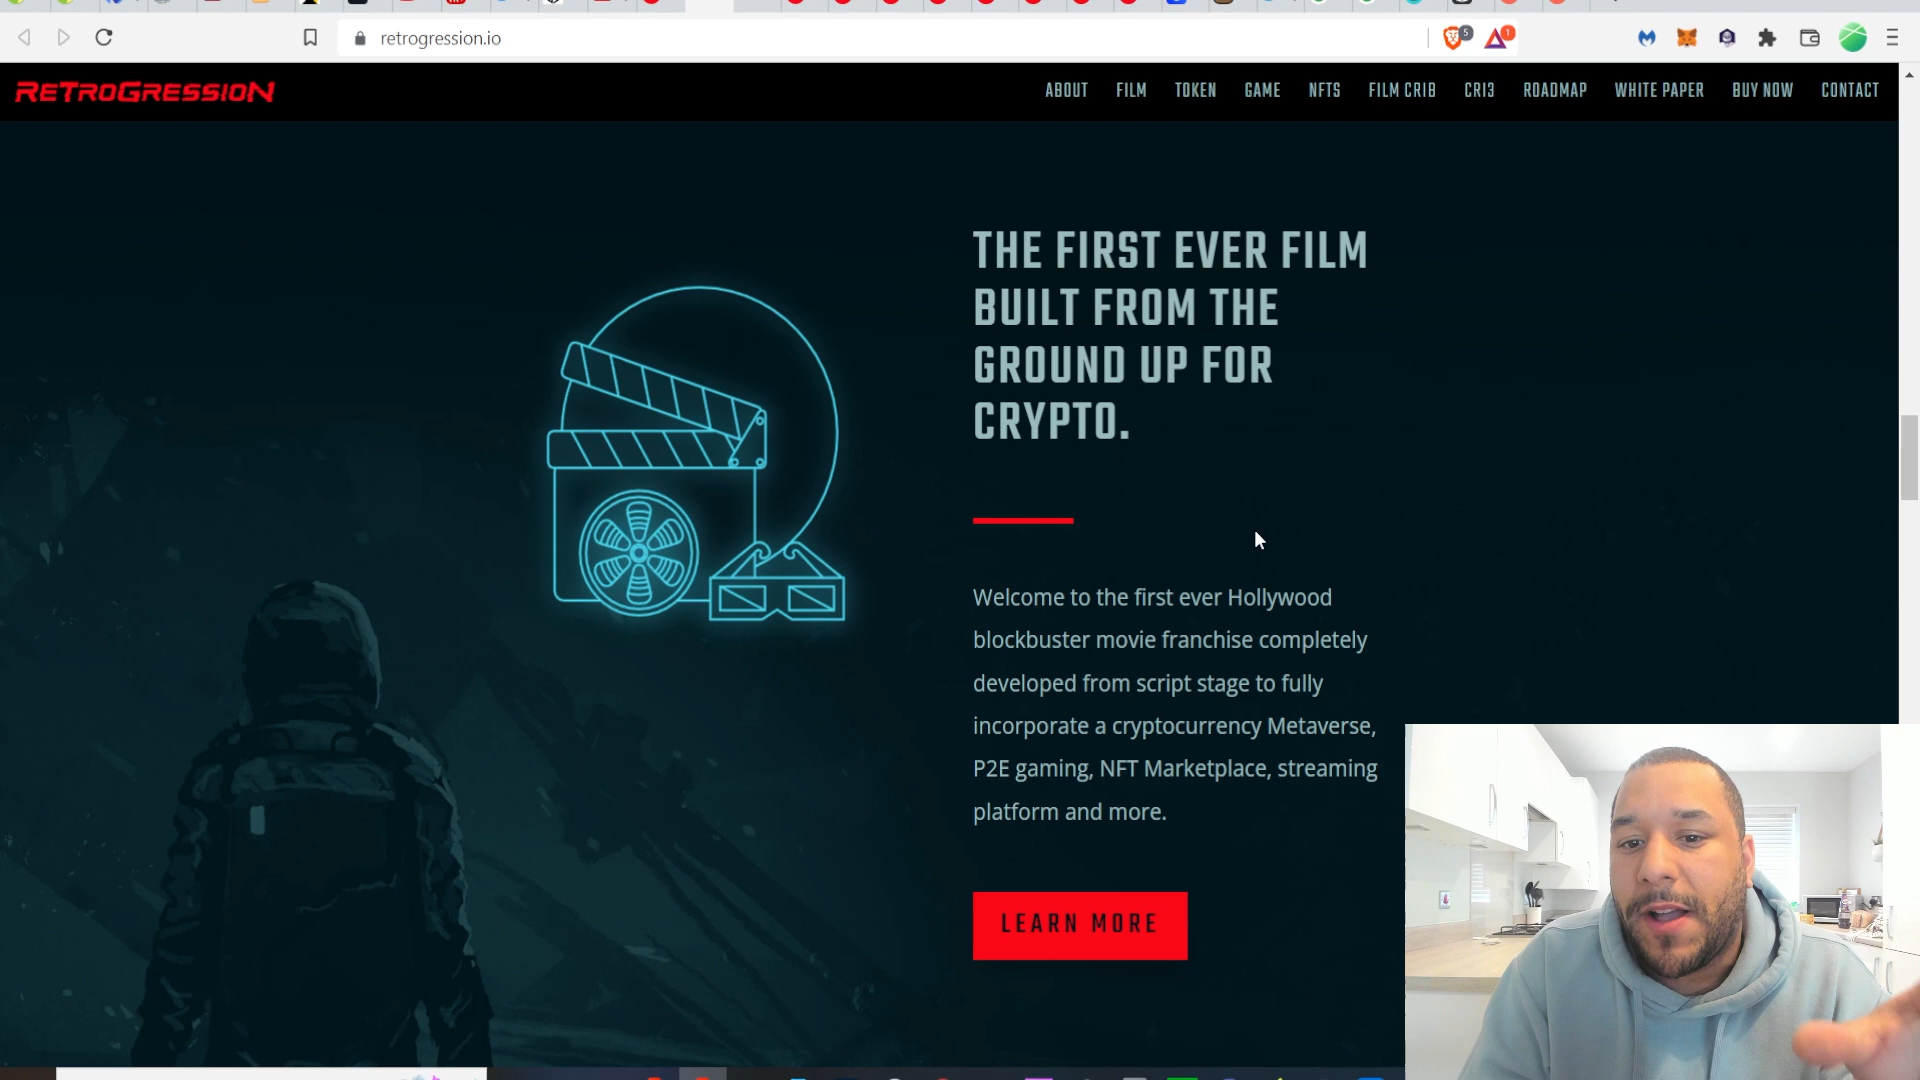 retrogression.io
5
1
RETROGRESSION
ABOUT FILM TOKEN GAME NFTS FILM CRIB CRI3 ROADMAP WHITE PAPER BUY NOW CONTACT
THE FIRST EVER FILM
BUILT FROM THE
GROUND UP FOR
CRYPTO.
Welcome to the first ever Hollywood
blockbuster movie franchise completely
developed from script stage to fully
incorporate a cryptocurrency Metaverse,
P2E gaming, NFT Marketplace, streaming
platform and more.
LEARN MORE